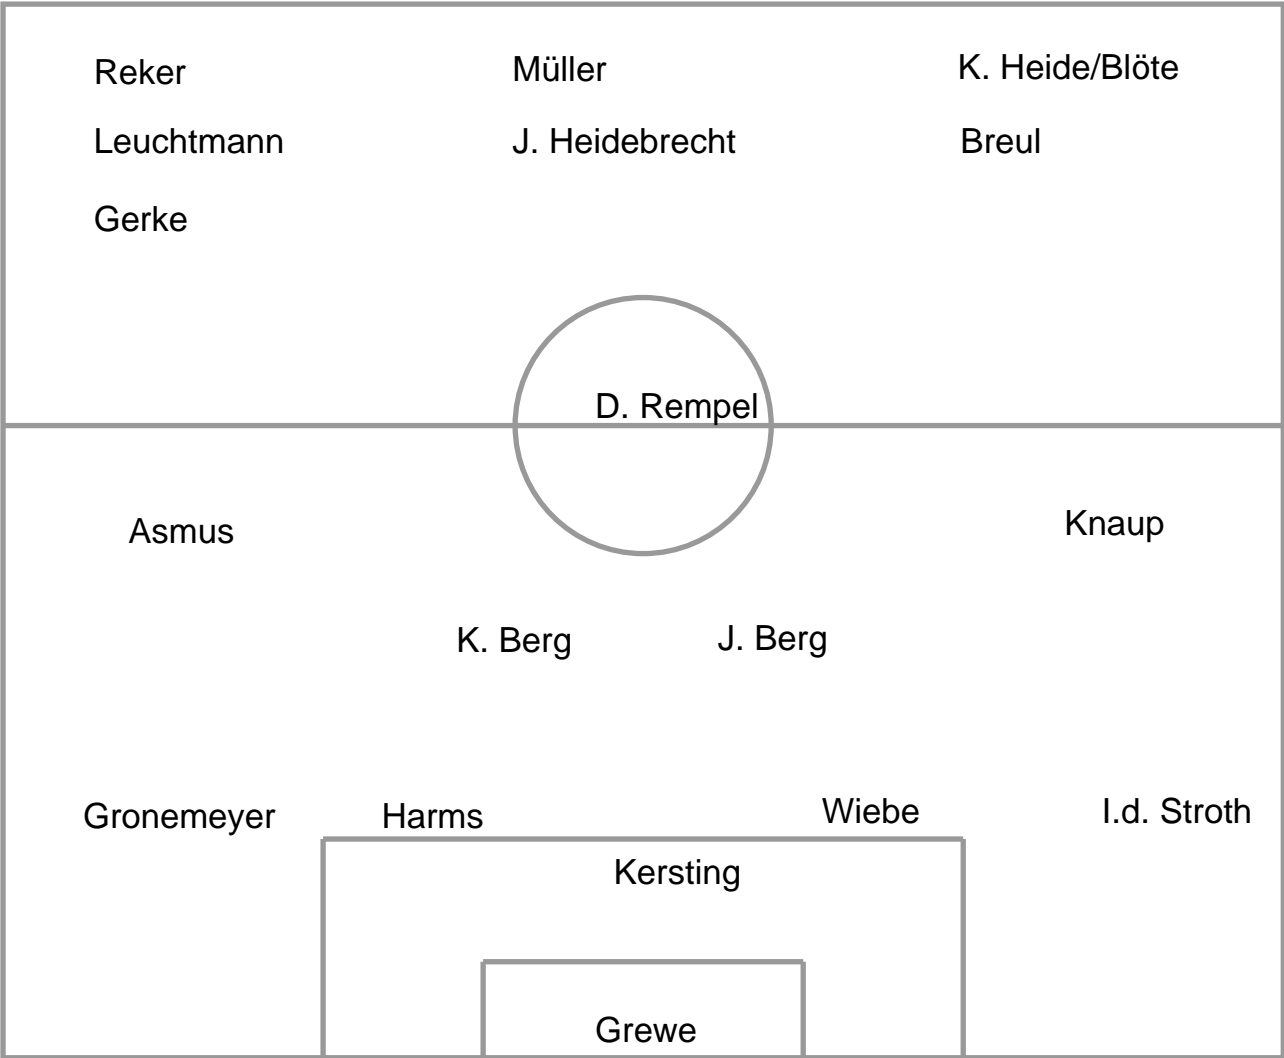 Reker
Müller
K. Heide/Blöte
Leuchtmann
J. Heidebrecht
Breul
Gerke
D. Rempel
Asmus
Knaup
K. Berg
J. Berg
Gronemeyer
Harms
Wiebe
I.d. Stroth
Kersting
Grewe